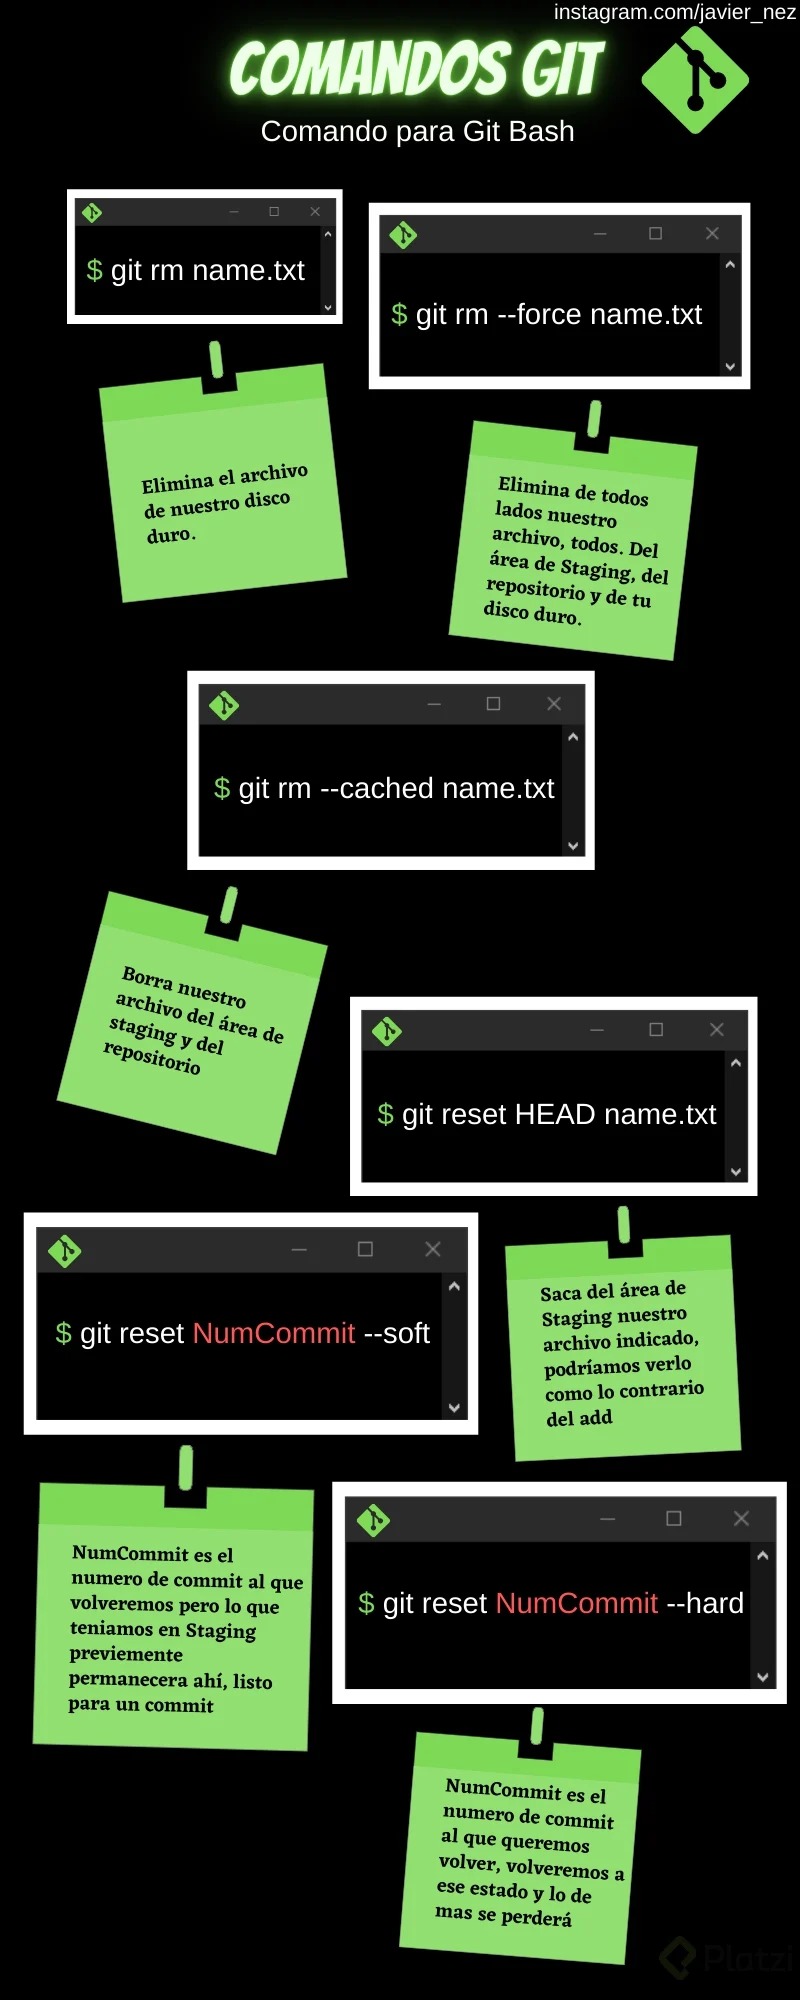 instagram.com/javier_nez
COMANDOS GIT
Comando para Git Bash
$ git rm name.txt
$ git rm --force name.txt
Elimina el archivo
de nuestro disco
duro.
Elimina de todos
lados nuestro
archivo, todos. Del
área de Staging, del
repositorio y de tu
disco duro.
$ git rm --cached name.txt
Borra nuestro
archivo del área de
staging y del
repositorio
$ git reset HEAD name.txt
Saca del área de
Staging nuestro
archivo indicado,
podríamos verlo
como lo contrario
del add
$ git reset NumCommit --soft
NumCommit es el
numero de commit al que
volveremos pero lo que
teniamos en Staging
previemente
permanecera ahí, listo
para un commit
$ git reset NumCommit --hard
NumCommit es el
numero de commit
al que queremos
volver, volveremos a
ese estado y lo de
mas se perderá
Platzi